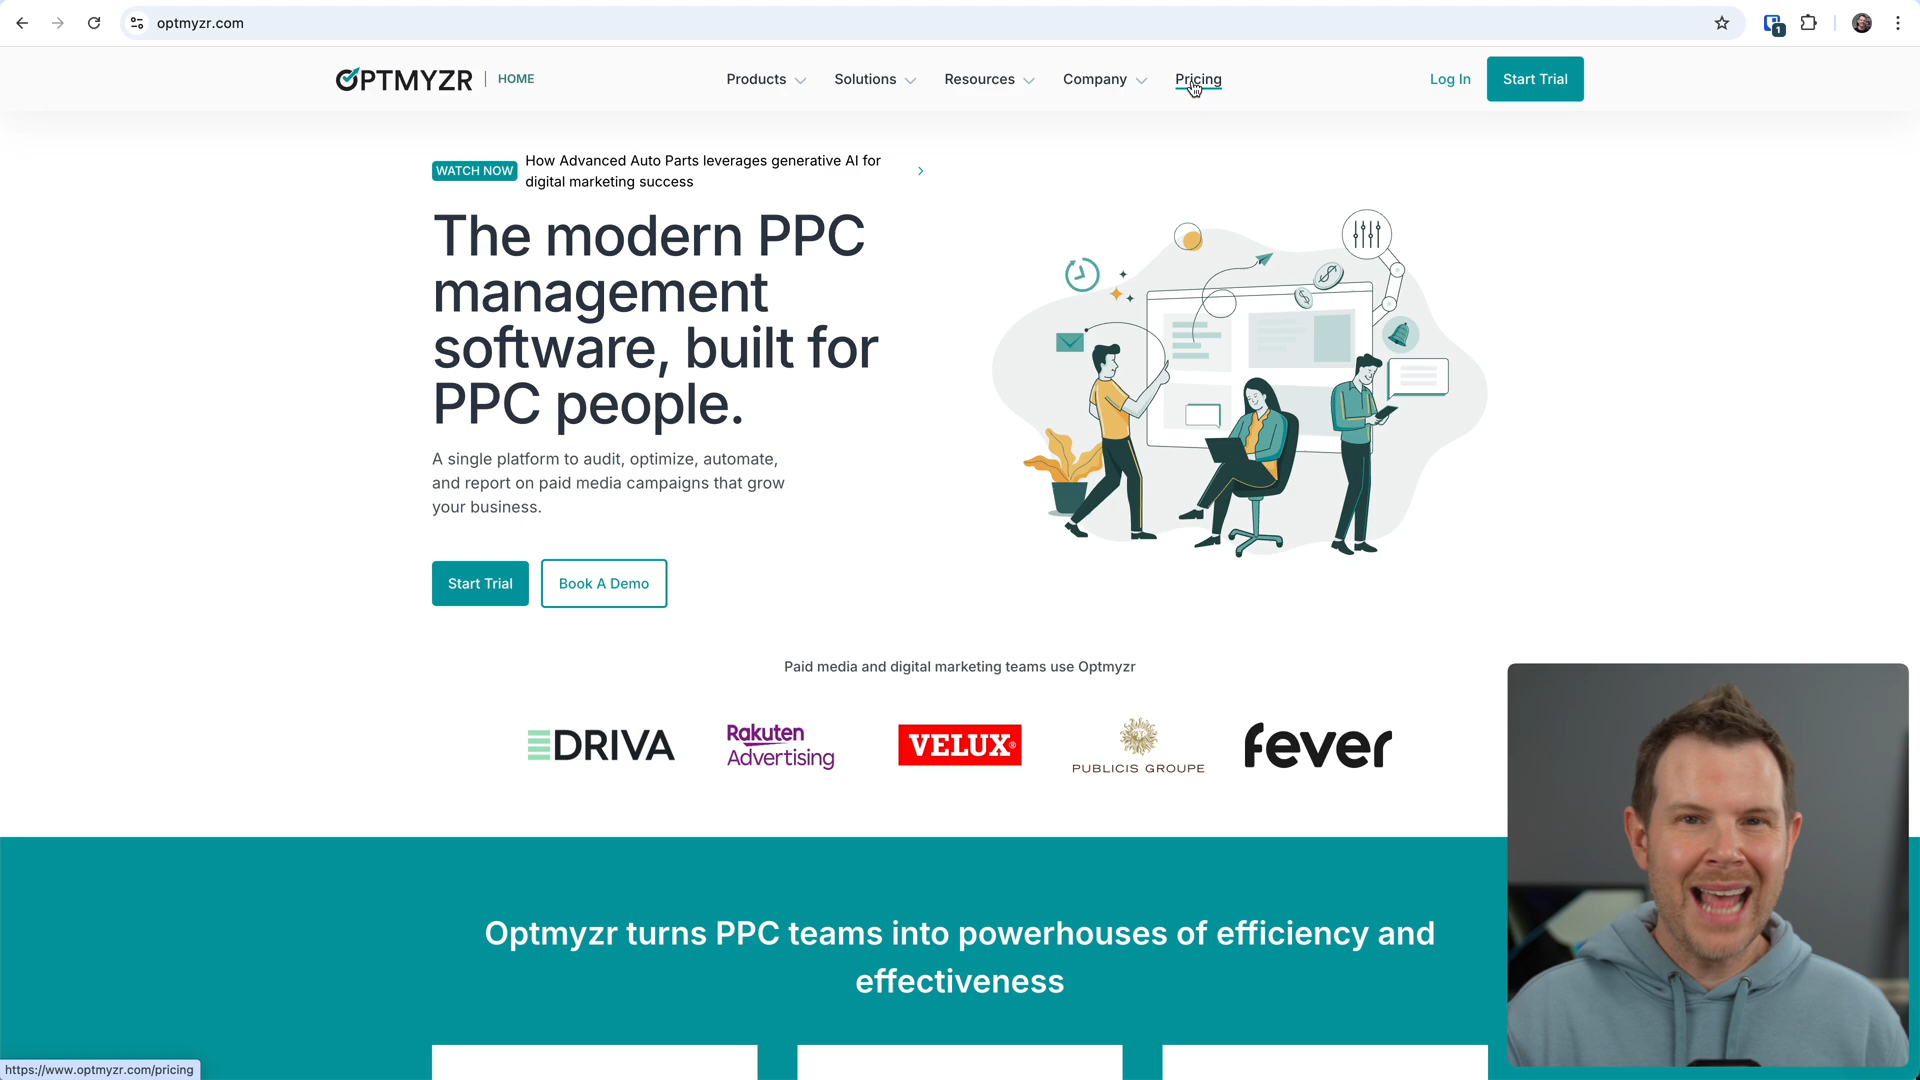 optmyzr.com
1
OPTMYZR | HOME
Products
Solutions
Resources
Company
Pricing
Log In
Start Trial
WATCH NOW
How Advanced Auto Parts leverages generative AI for
digital marketing success
The modern PPC
management
software, built for
PPC people.
A single platform to audit, optimize, automate,
and report on paid media campaigns that grow
your business.
Start Trial
Book A Demo
Paid media and digital marketing teams use Optmyzr
DRIVA
Rakuten
Advertising
VELUX®
PUBLICIS GROUPE
fever
Optmyzr turns PPC teams into powerhouses of efficiency and
effectiveness
https://www.optmyzr.com/pricing